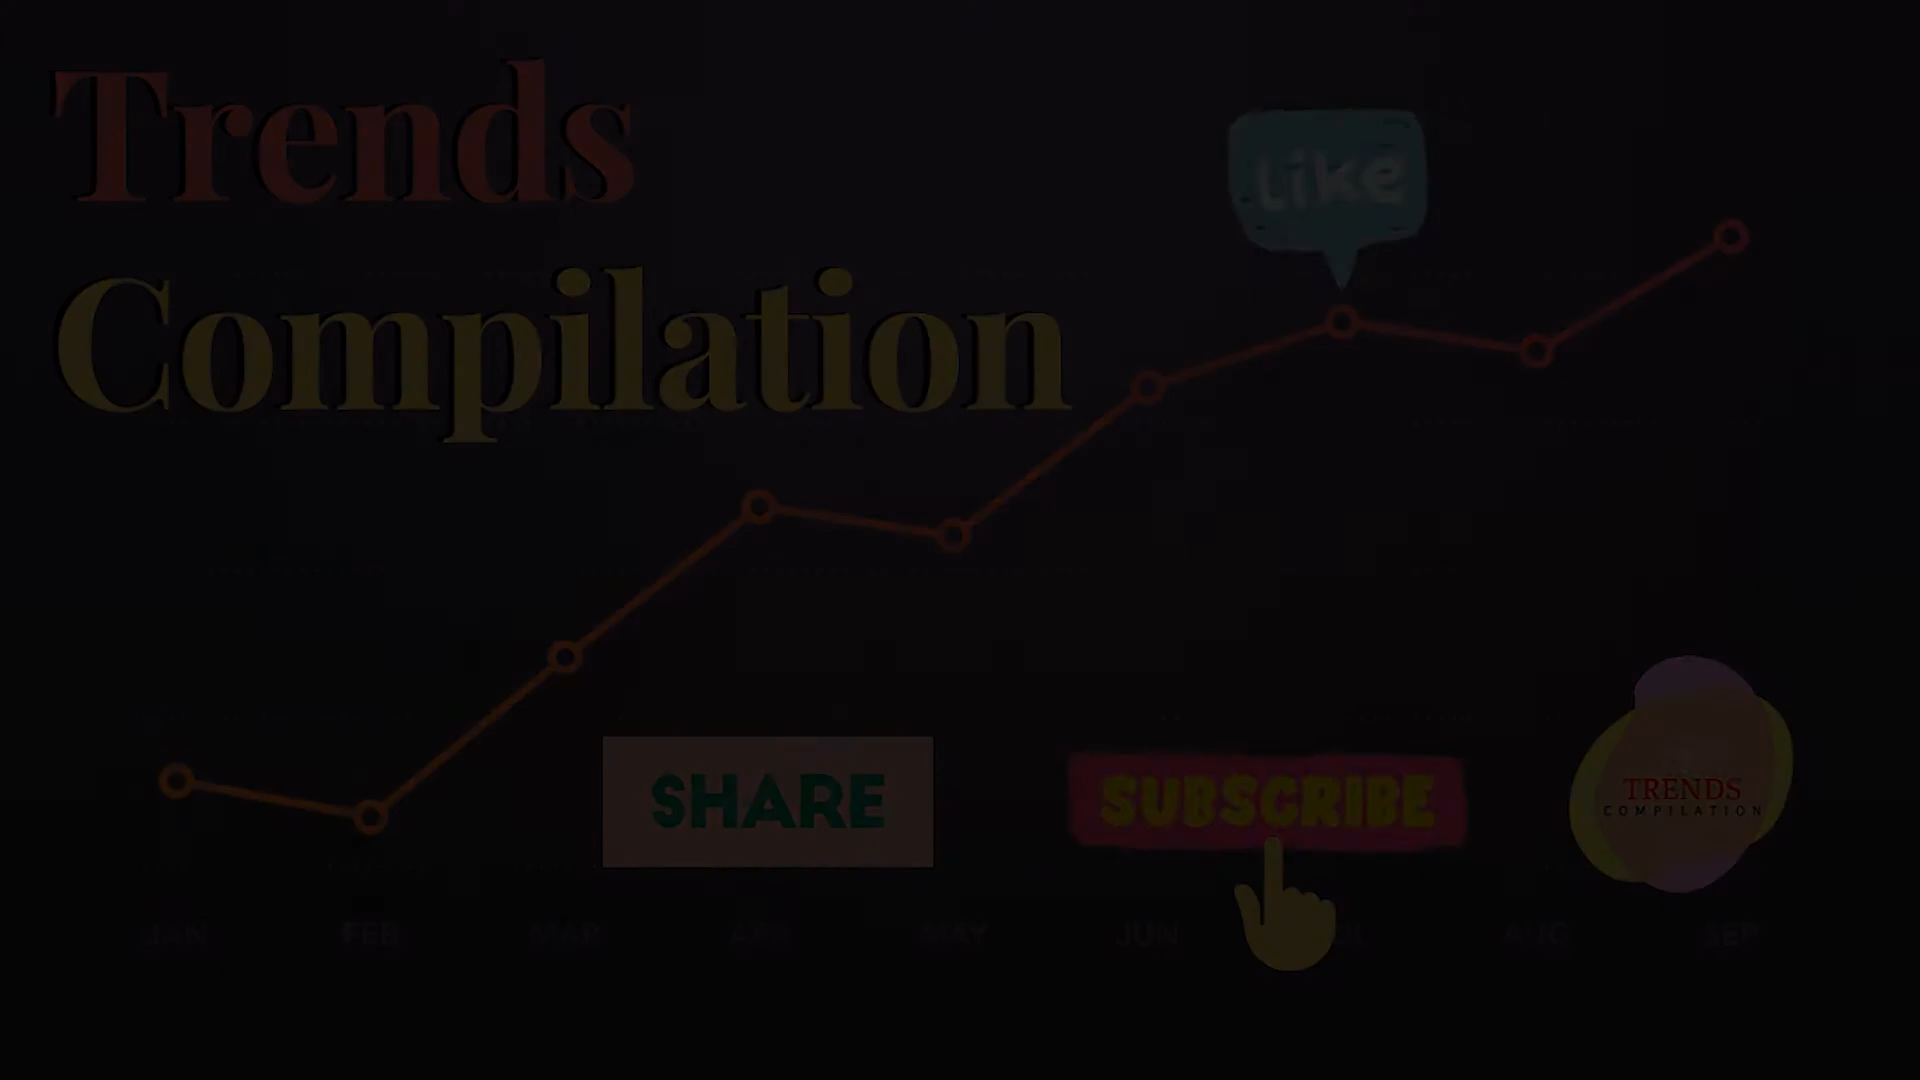 Trends
Compilation
like
SHARE
SUBSCRIBE
TRENDS
COMPILATION
JAN FEB MAR APR MAY JUN AUG SEP